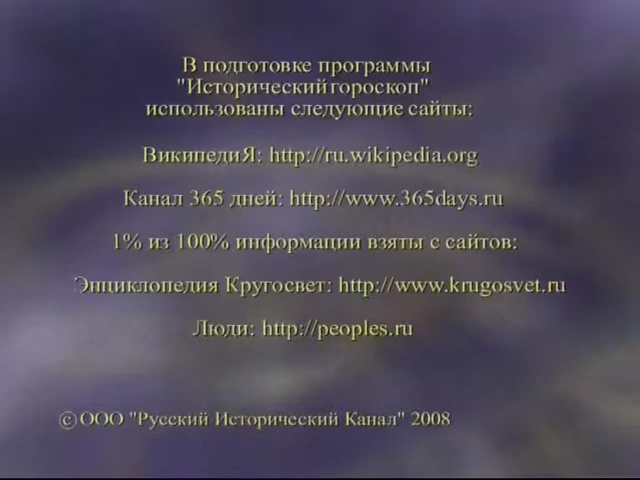 В подготовке программы
"Исторический гороскоп"
использованы следующие сайты:
ВикипедиЯ: http://ru.wikipedia.org
Канал 365 дней: http://www.365days.ru
1% из 100% информации взяты с сайтов:
Энциклопедия Кругосвет: http://www.krugosvet.ru
Люди: http://peoples.ru
© ООО "Русский Исторический Канал" 2008